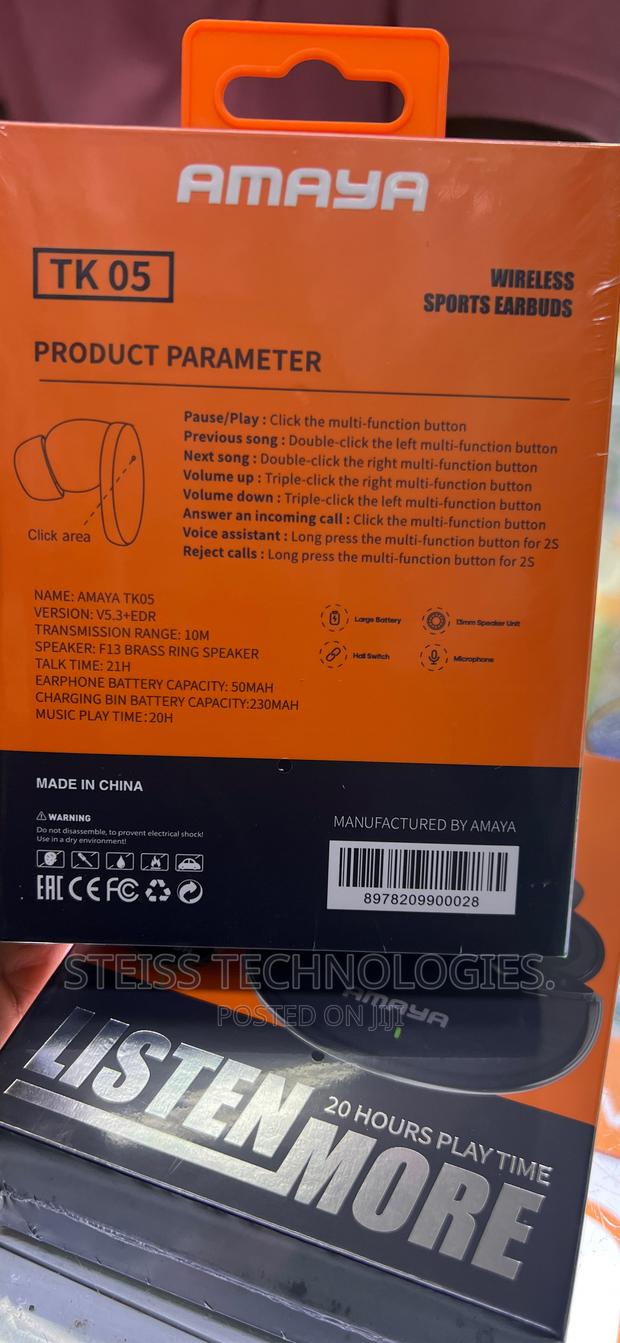 AMAYA
TK 05
WIRELESS
SPORTS EARBUDS
PRODUCT PARAMETER
Pause/Play : Click the multi-function button
Previous song : Double-click the left multi-function button
Next song : Double-click the right multi-function button
Volume up : Triple-click the right multi-function button
Volume down : Triple-click the left multi-function button
Answer an incoming call : Click the multi-function button
Voice assistant : Long press the multi-function button for 2S
Reject calls : Long press the multi-function button for 2S
Click area
NAME: AMAYA TK05
VERSION: V5.3+EDR
TRANSMISSION RANGE: 10M
SPEAKER: F13 BRASS RING SPEAKER
TALK TIME: 21H
EARPHONE BATTERY CAPACITY: 50MAH
CHARGING BIN BATTERY CAPACITY:230MAH
MUSIC PLAY TIME:20H
Large Battery
13mm Speaker Unit
Hall Switch
Microphone
MADE IN CHINA
WARNING
Do not disassemble, to provent electrical shock!
Use in a dry environment!
EAC CE FC
MANUFACTURED BY AMAYA
8978209900028
STEISS TECHNOLOGIES.
POSTED ON JIJI
AMAYA
LISTEN
20 HOURS PLAY TIME
MORE